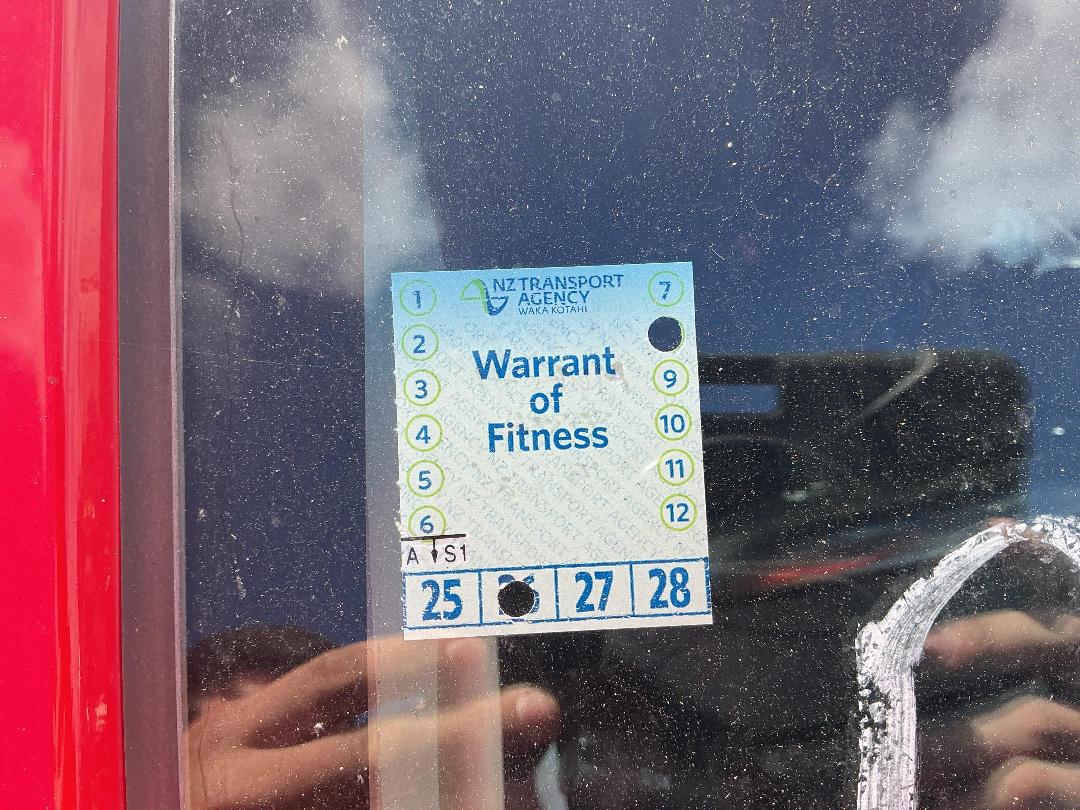 NZ TRANSPORT
AGENCY
WAKA KOTAHI
Warrant
of
Fitness
1
2
3
4
5
6
7
9
10
11
12
A S1
25 27 28